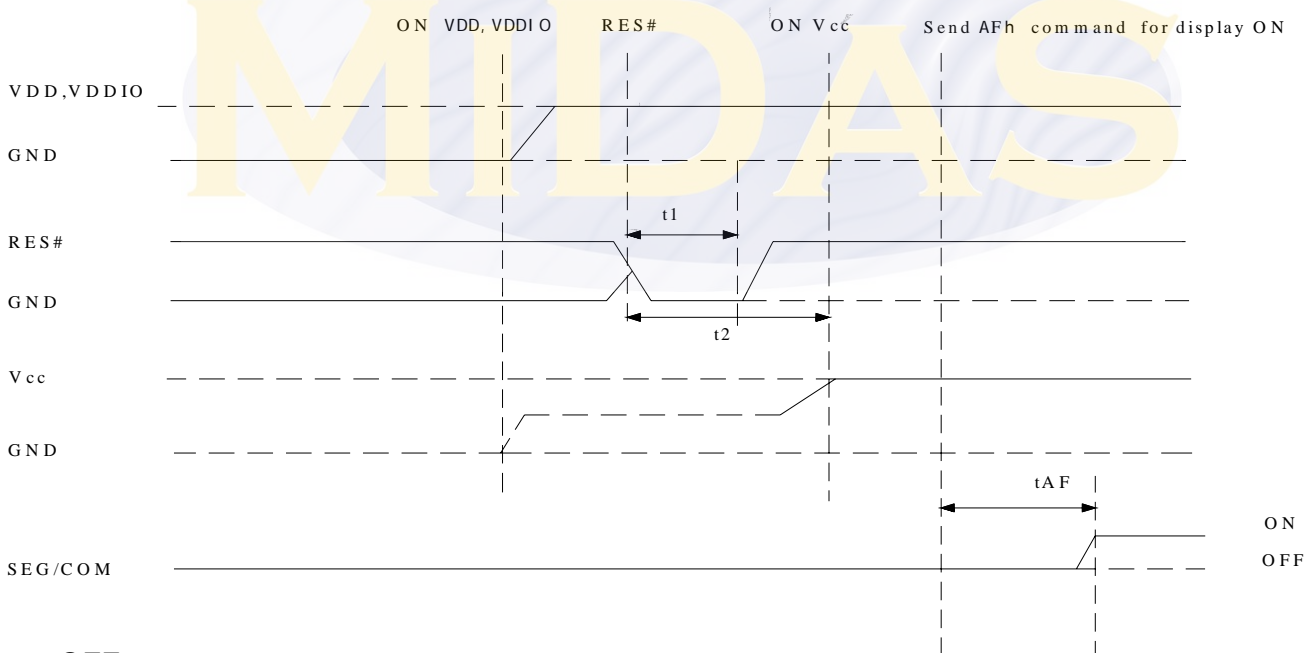 ON VDD, VDDIO RES# ON Vcc Send AFh command for display ON
VDD,VDDIO
GND
t1
RES#
GND
t2
Vcc
GND
tAF
ON
SEG/COM OFF
MIDAS